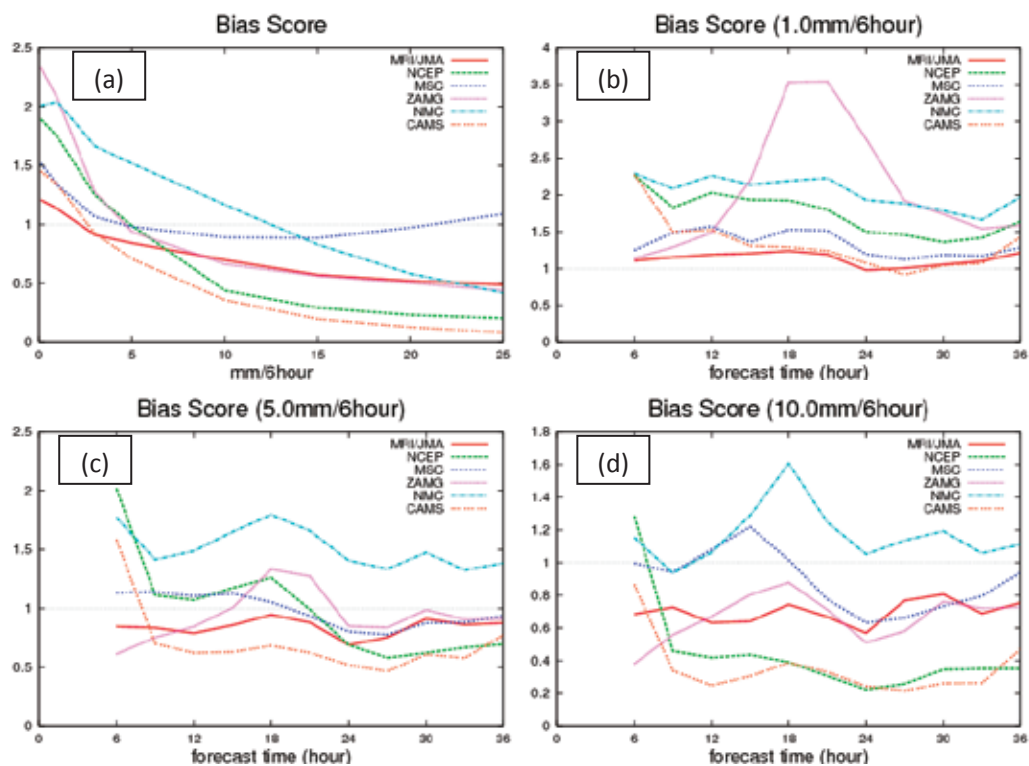 Bias Score
(a)
MRI/JMA
NCEP
MSC
ZAMG
NMC
CAMS
2.5
2
1.5
1
0.5
0
0 5 10 15 20 25
mm/6hour
Bias Score (1.0mm/6hour)
(b)
MRI/JMA
NCEP
MSC
ZAMG
NMC
CAMS
4
3.5
3
2.5
2
1.5
1
0.5
0
0 6 12 18 24 30 36
forecast time (hour)
Bias Score (5.0mm/6hour)
(c)
MRI/JMA
NCEP
MSC
ZAMG
NMC
CAMS
2.5
2
1.5
1
0.5
0
0 6 12 18 24 30 36
forecast time (hour)
Bias Score (10.0mm/6hour)
(d)
MRI/JMA
NCEP
MSC
ZAMG
NMC
CAMS
1.8
1.6
1.4
1.2
1
0.8
0.6
0.4
0.2
0
0 6 12 18 24 30 36
forecast time (hour)